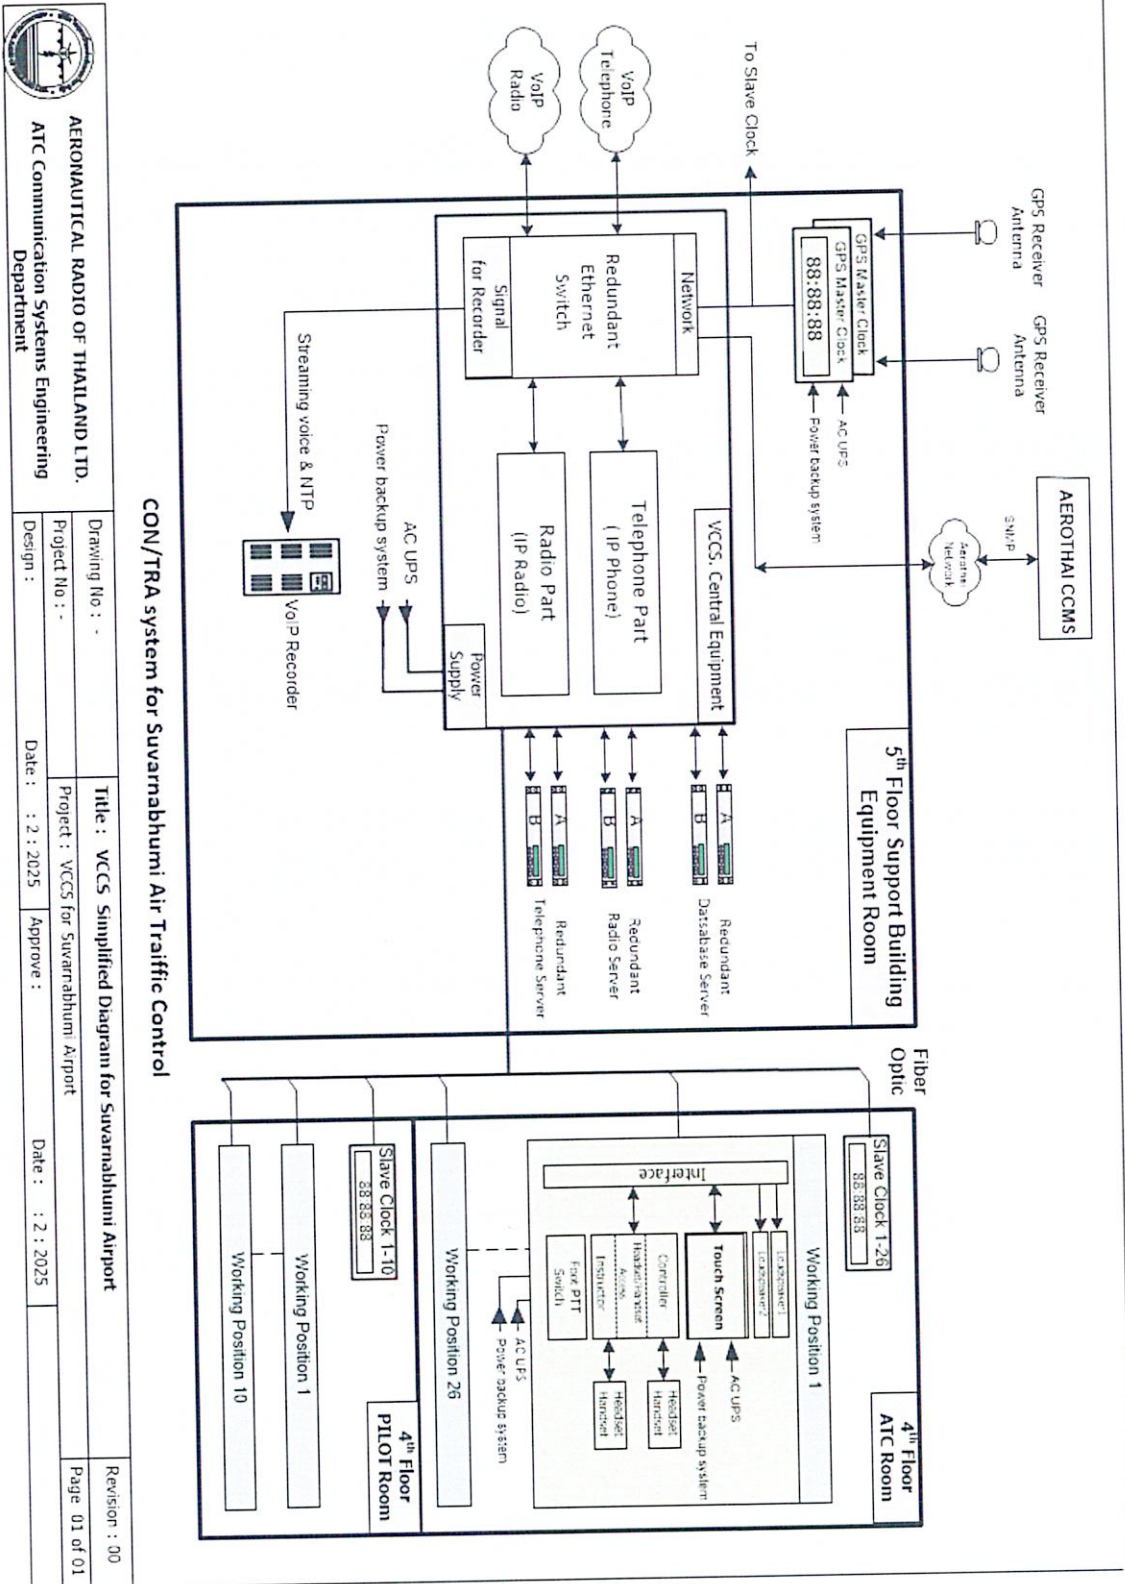 GPS Receiver
Antenna
GPS Receiver
Antenna
AEROTHAI CCMS
SNMP
Aerothai
Network
To Slave Clock
GPS Master Clock
GPS Master Clock
88:88:88
AC UPS
Power backup system
5th Floor Support Building
Equipment Room
VoIP
Telephone
VoIP
Radio
Network
Redundant
Ethernet
Switch
Signal
for Recorder
VCCS. Central Equipment
Telephone Part
( IP Phone )
Radio Part
(IP Radio)
Power
Supply
A
B
Redundant
Datsabase Server
A
B
Redundant
Radio Server
A
B
Redundant
Telephone Server
AC UPS
Power backup system
Streaming voice & NTP
VoIP Recorder
Fiber
Optic
Slave Clock 1-26
88:88:88
4th Floor
ATC Room
Working Position 1
Interface
Loudspeaker1
Loudspeaker2
Touch Screen
AC UPS
Power backup system
Controller
Headset/Handset
Access
Instructor
Headset
Handset
Headset
Handset
Foot PTT
Switch
AC UPS
Power backup system
Working Position 26
4th Floor
PILOT Room
Slave Clock 1-10
88:88:88
Working Position 1
Working Position 10
CON/TRA system for Suvarnabhumi Air Traiffic Control
AERONAUTICAL RADIO OF THAILAND LTD.
ATC Communication Systems Engineering
Department
Drawing No : -
Title : VCCS Simplified Diagram for Suvarnabhumi Airport
Revision : 00
Project No : -
Project : VCCS for Suvarnabhumi Airport
Page 01 of 01
Design :
Date : : 2 : 2025
Approve :
Date : : 2 : 2025